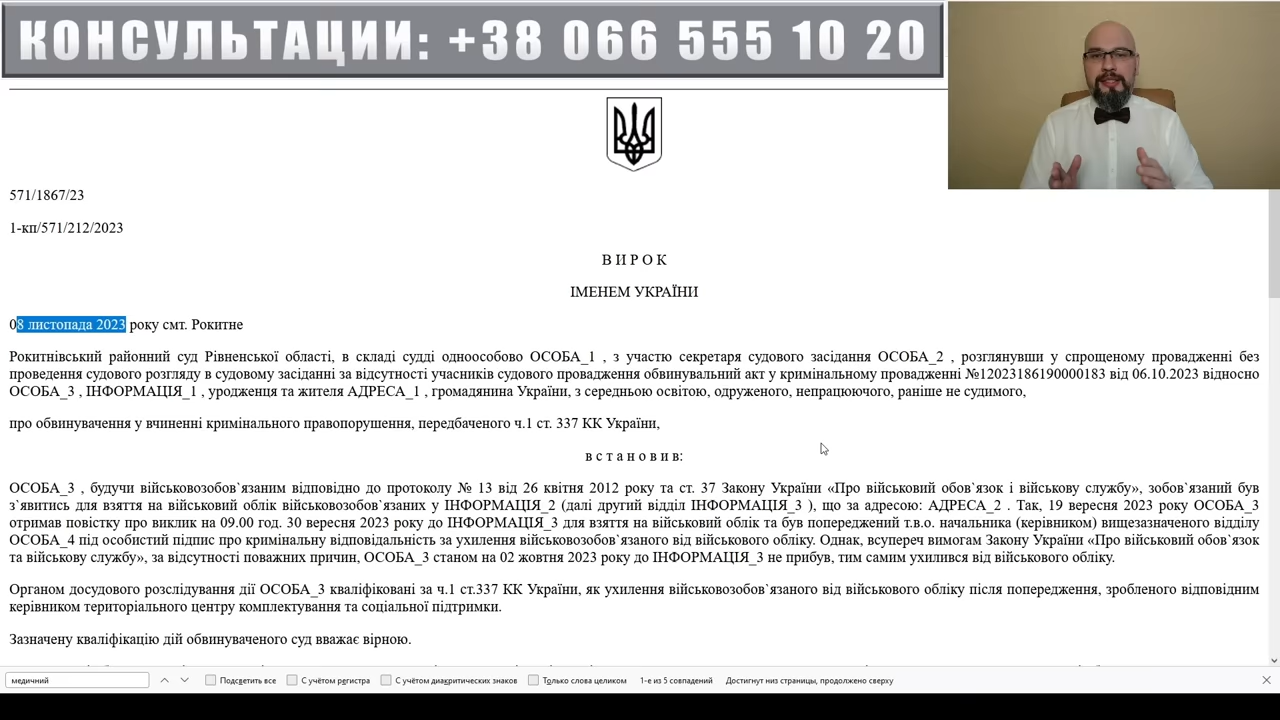 КОНСУЛЬТАЦИИ: +38 066 555 10 20
571/1867/23
1-кп/571/212/2023
В И Р О К
ІМЕНЕМ УКРАЇНИ
08 листопада 2023 року смт. Рокитне
Рокитнівський районний суд Рівненської області, в складі судді одноособово ОСОБА_1 , з участю секретаря судового засідання ОСОБА_2 , розглянувши у спрощеному провадженні без
проведення судового розгляду в судовому засіданні за відсутності учасників судового провадження обвинувальний акт у кримінальному провадженні №12023186190000183 від 06.10.2023 відносно
ОСОБА_3 , ІНФОРМАЦІЯ_1 , уродженця та жителя АДРЕСА_1 , громадянина України, з середньою освітою, одруженого, непрацюючого, раніше не судимого,
про обвинувачення у вчиненні кримінального правопорушення, передбаченого ч.1 ст. 337 КК України,
в с т а н о в и в:
ОСОБА_3 , будучи військовозобов`язаним відповідно до протоколу № 13 від 26 квітня 2012 року та ст. 37 Закону України «Про військовий обов`язок і військову службу», зобов`язаний був
з`явитись для взяття на військовий облік військовозобов`язаних у ІНФОРМАЦІЯ_2 (далі другий відділ ІНФОРМАЦІЯ_3 ), що за адресою: АДРЕСА_2 . Так, 19 вересня 2023 року ОСОБА_3
отримав повістку про виклик на 09.00 год. 30 вересня 2023 року до ІНФОРМАЦІЯ_3 для взяття на військовий облік та був попереджений т.в.о. начальника (керівником) вищезазначеного відділу
ОСОБА_4 під особистий підпис про кримінальну відповідальність за ухилення військовозобов`язаного від військового обліку. Однак, всупереч вимогам Закону України «Про військовий обов`язок
та військову службу», за відсутності поважних причин, ОСОБА_3 станом на 02 жовтня 2023 року до ІНФОРМАЦІЯ_3 не прибув, тим самим ухилився від військового обліку.
Органом досудового розслідування дії ОСОБА_3 кваліфіковані за ч.1 ст.337 КК України, як ухилення військовозобов`язаного від військового обліку після попередження, зробленого відповідним
керівником територіального центру комплектування та соціальної підтримки.
Зазначену кваліфікацію дій обвинуваченого суд вважає вірною.
медичний Подсветить все С учётом регистра С учётом диакритических знаков Только слова целиком 1-е из 5 совпадений Достигнут низ страницы, продолжено сверху